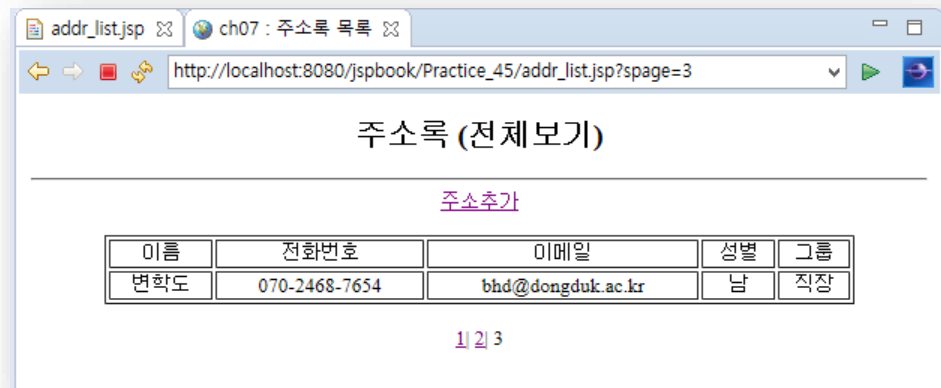 addr_list.jsp ch07 : 주소록 목록
http://localhost:8080/jspbook/Practice_45/addr_list.jsp?spage=3
주소록 (전체보기)
주소추가
이름 전화번호 이메일 성별 그룹
변학도 070-2468-7654 bhd@dongduk.ac.kr 남 직장
1| 2| 3